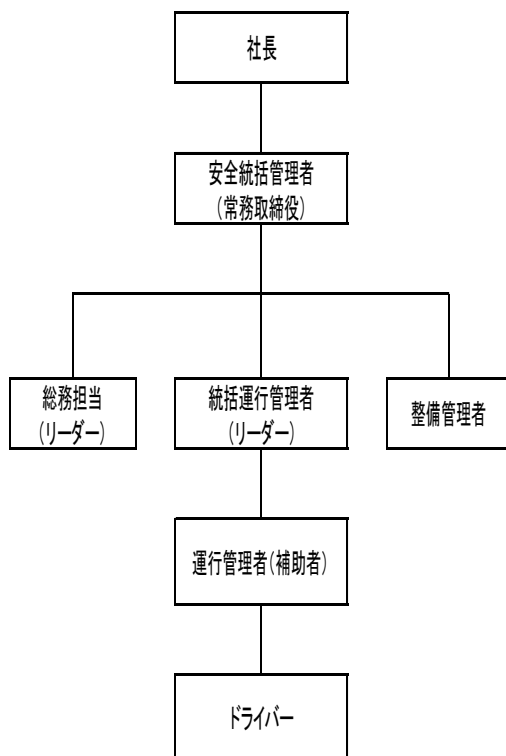 社長
安全統括管理者
(常務取締役)
総務担当
(リーダー)
統括運行管理者
(リーダー)
整備管理者
運行管理者(補助者)
ドライバー